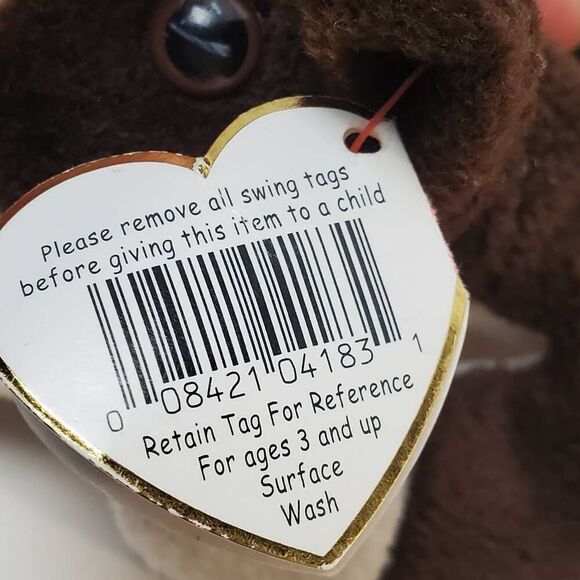 Please remove all swing tags
before giving this item to a child
0 08421 04183 1
Retain Tag For Reference
For ages 3 and up
Surface
Wash